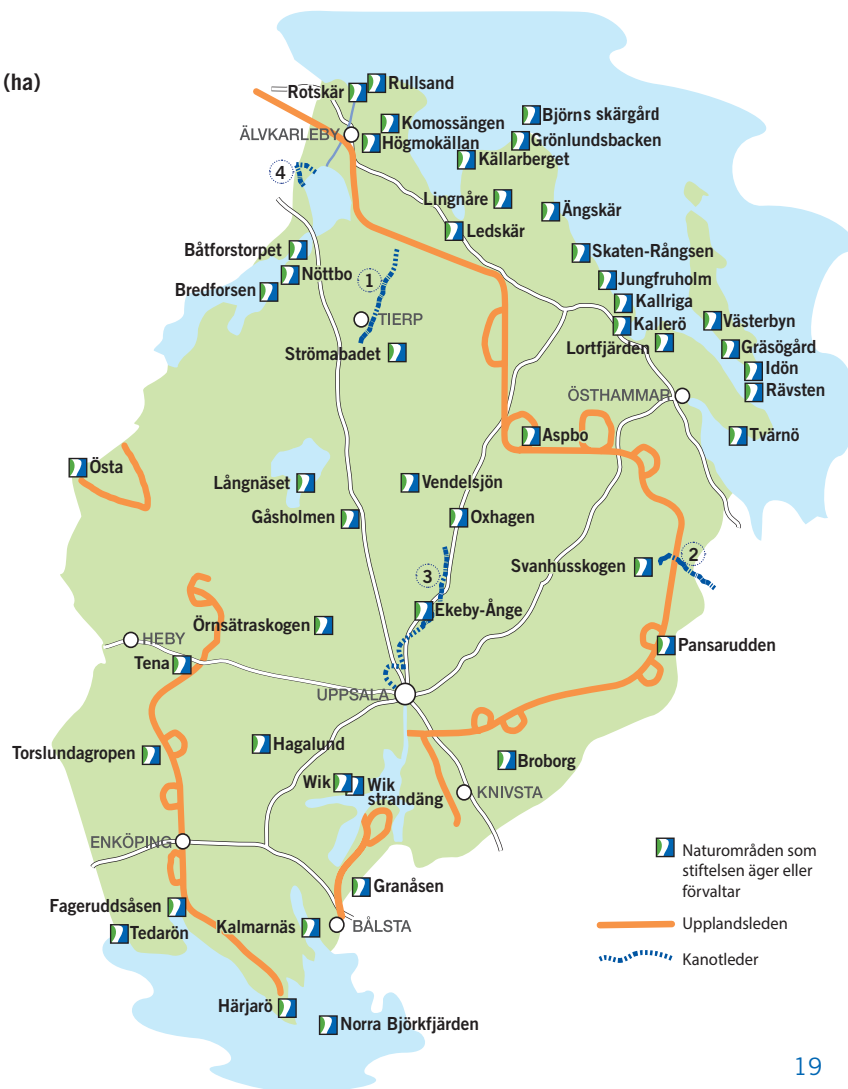 (ha)
Rullsand
Rotskär
Komossängen
Björns skärgård
ÄLVKARLEBY
Högmokällan
Grönlundsbacken
Källarberget
4
Lingnåre
Ängskär
Ledskär
Båtforstorpet
Skaten-Rångsen
Nöttbo
1
Jungfruholm
Bredforsen
Kallriga
TIERP
Kallerö
Västerbyn
Lortfjärden
Gräsögård
Strömabadet
Idön
ÖSTHAMMAR
Rävsten
Aspbo
Tvärnö
Östa
Långnäset
Vendelsjön
Gåsholmen
Oxhagen
2
Svanhusskogen
3
Ekeby-Ånge
Örnsätraskogen
HEBY
Pansarudden
Tena
UPPSALA
Hagalund
Torslundagropen
Broborg
Wik
Wik
strandäng
KNIVSTA
ENKÖPING
Naturområden som
stiftelsen äger eller
förvaltar
Granåsen
Fageruddsåsen
Upplandsleden
Kalmarnäs
BÅLSTA
Tedarön
Kanotleder
Härjarö
Norra Björkfjärden
19